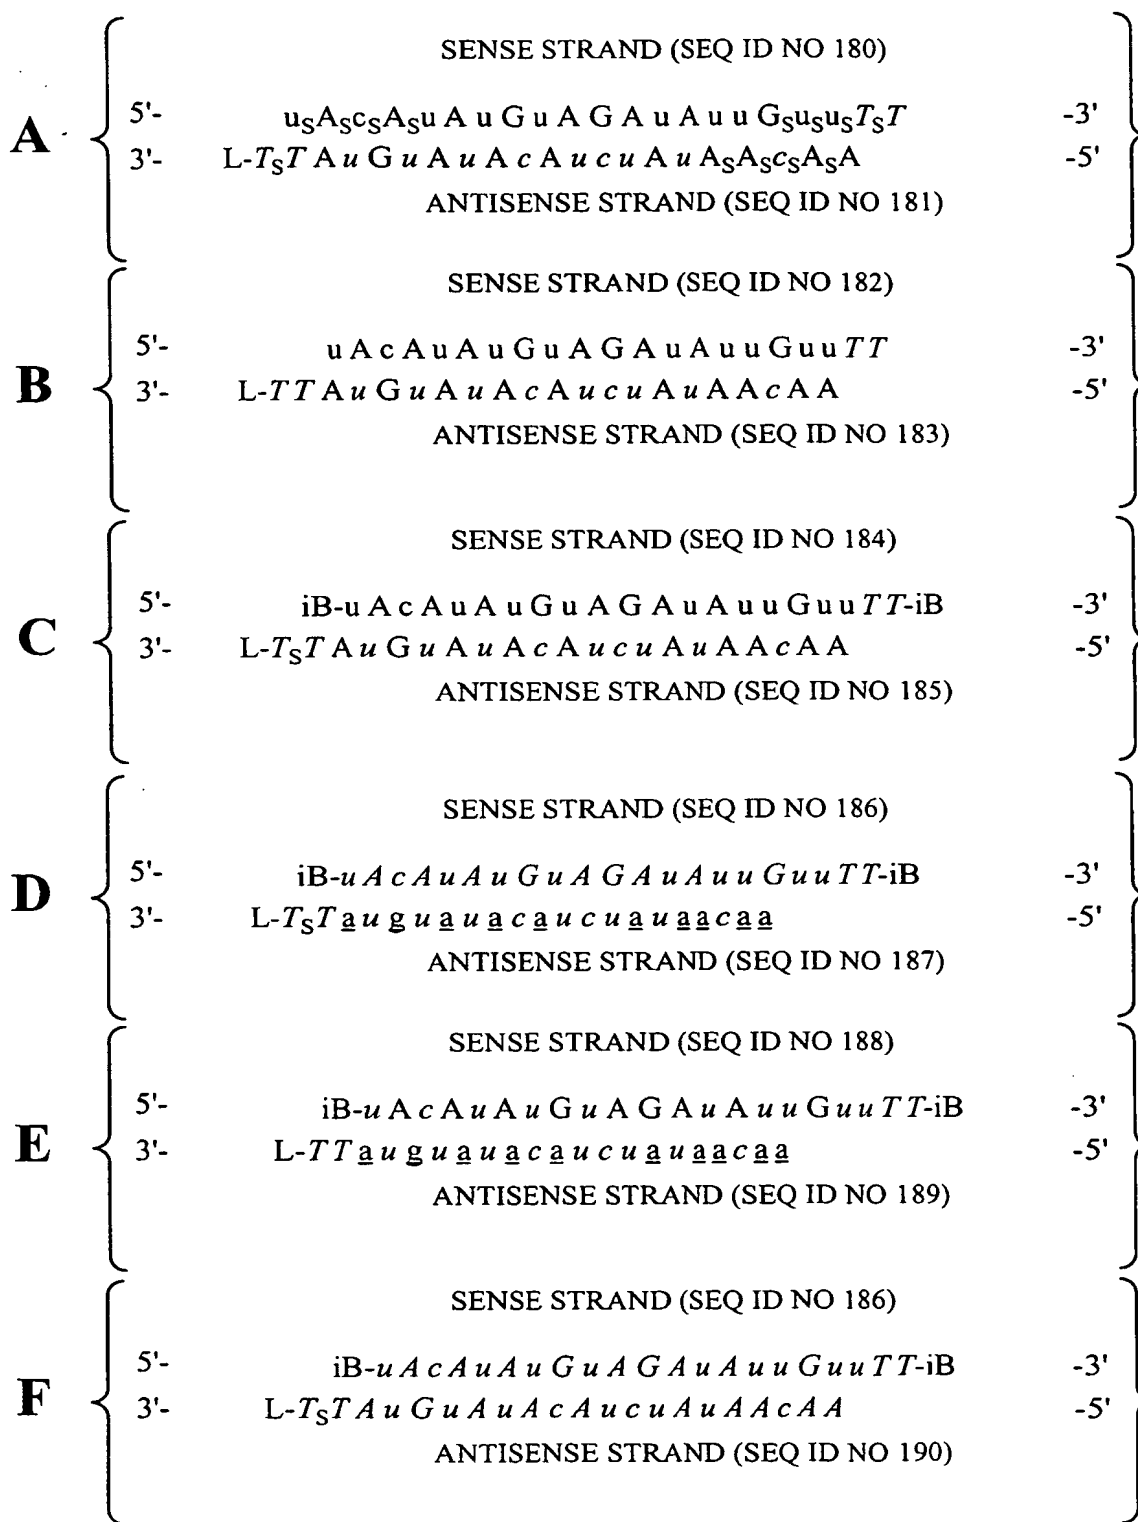 SENSE STRAND (SEQ ID NO 180)
5'- uSAScSASu A u G u A G A u A u u GSuSuSTST -3'
A
3'- L-TST A u G u A u A c A u c u A u ASAScSASA -5'
ANTISENSE STRAND (SEQ ID NO 181)
SENSE STRAND (SEQ ID NO 182)
5'- u A c A u A u G u A G A u A u u G u u T T -3'
B
3'- L-T T A u G u A u A c A u c u A u A A c A A -5'
ANTISENSE STRAND (SEQ ID NO 183)
SENSE STRAND (SEQ ID NO 184)
5'- iB-u A c A u A u G u A G A u A u u G u u T T-iB -3'
C
3'- L-TST A u G u A u A c A u c u A u A A c A A -5'
ANTISENSE STRAND (SEQ ID NO 185)
SENSE STRAND (SEQ ID NO 186)
5'- iB-u A c A u A u G u A G A u A u u G u u T T-iB -3'
D
3'- L-TST a u g u a u a c a u c u a u a a c a a -5'
ANTISENSE STRAND (SEQ ID NO 187)
SENSE STRAND (SEQ ID NO 188)
5'- iB-u A c A u A u G u A G A u A u u G u u T T-iB -3'
E
3'- L-T T a u g u a u a c a u c u a u a a c a a -5'
ANTISENSE STRAND (SEQ ID NO 189)
SENSE STRAND (SEQ ID NO 186)
5'- iB-u A c A u A u G u A G A u A u u G u u T T-iB -3'
F
3'- L-TST A u G u A u A c A u c u A u A A c A A -5'
ANTISENSE STRAND (SEQ ID NO 190)